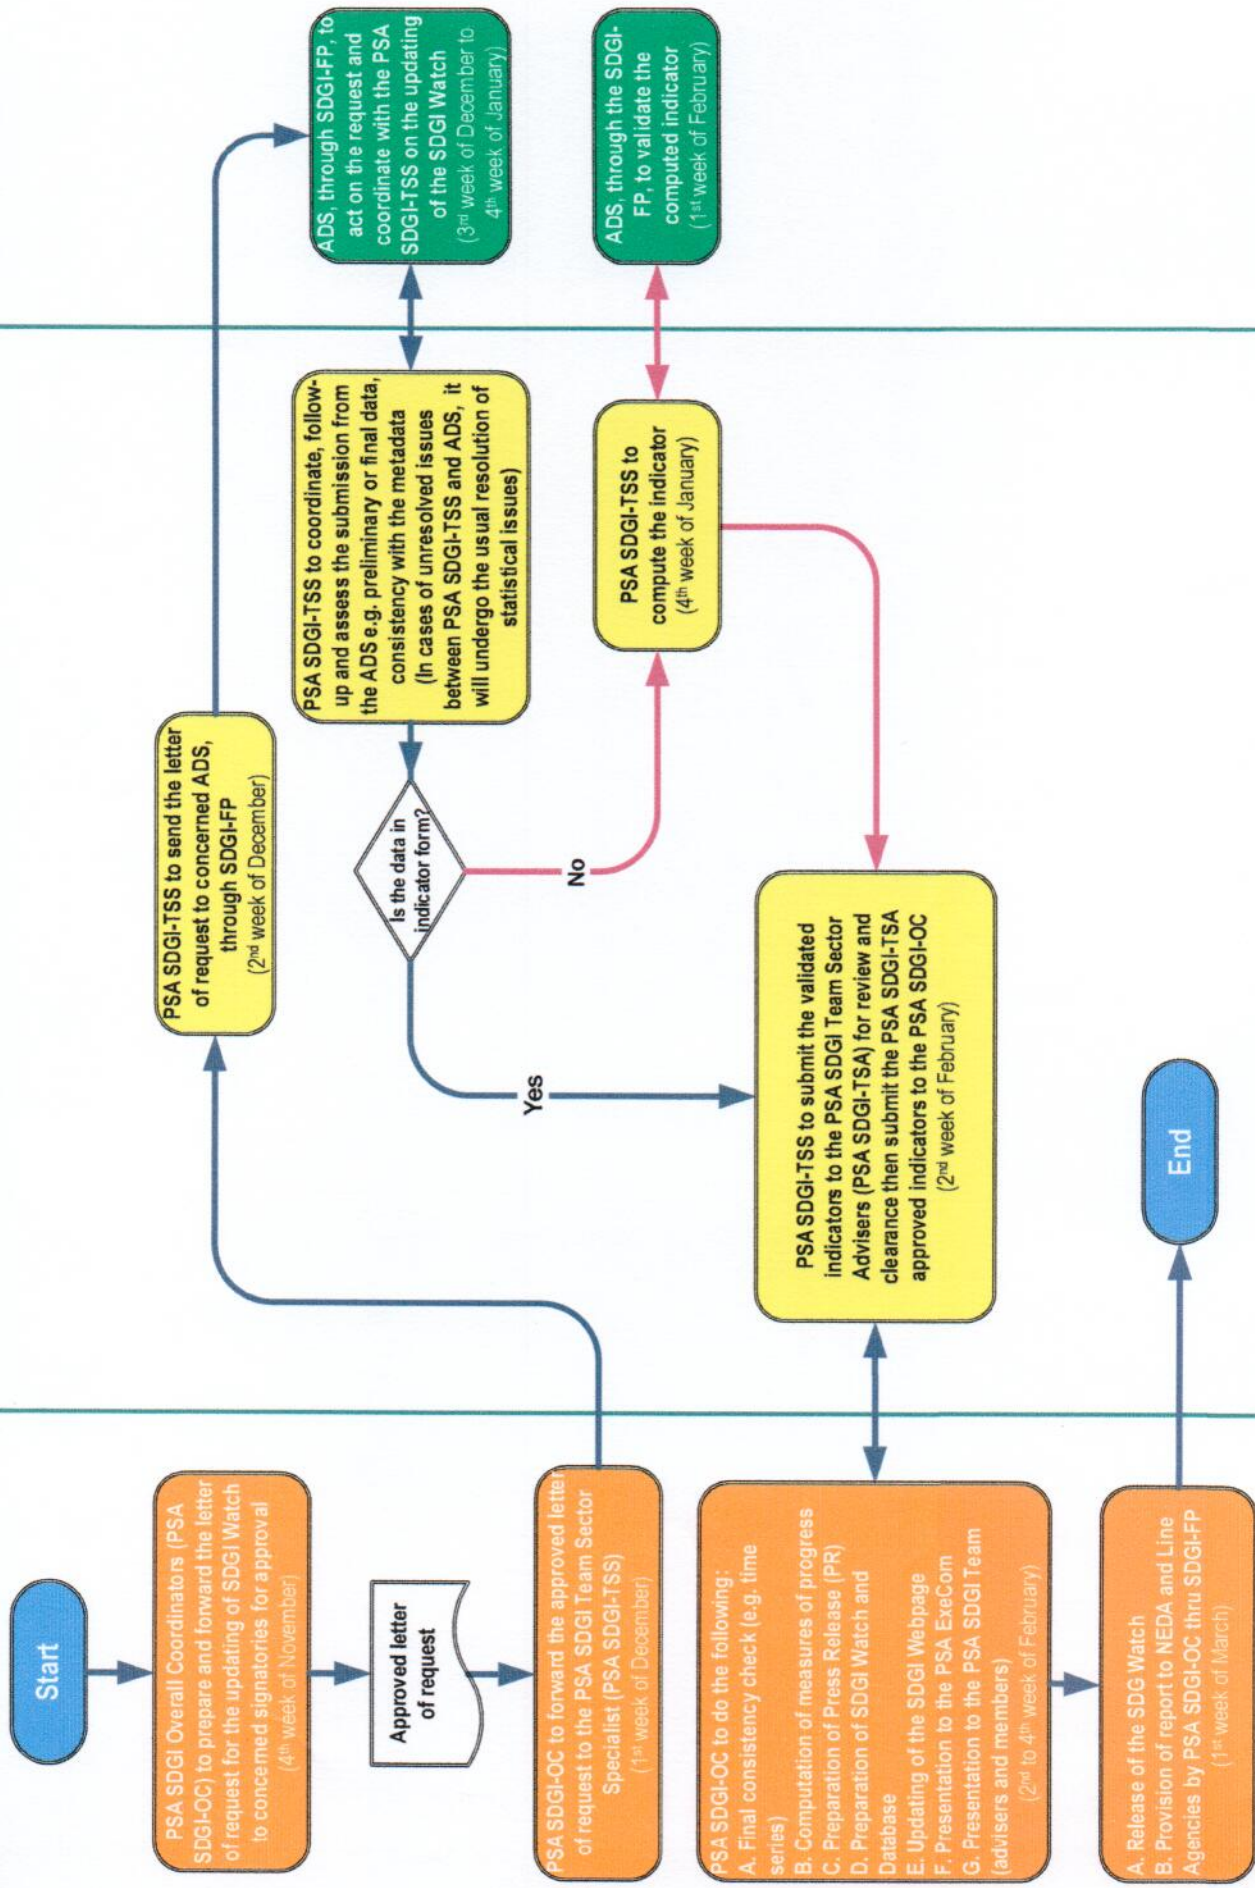 Start
PSA SDGI Overall Coordinators (PSA
SDGI-OC) to prepare and forward the letter
of request for the updating of SDGI Watch
to concerned signatories for approval
(4th week of November)
Approved letter
of request
PSA SDGI-OC to forward the approved letter
of request to the PSA SDGI Team Sector
Specialist (PSA SDGI-TSS)
(1st week of December)
PSA SDGI-OC to do the following:
A. Final consistency check (e.g. time
series)
B. Computation of measures of progress
C. Preparation of Press Release (PR)
D. Preparation of SDGI Watch and
Database
E. Updating of the SDGI Webpage
F. Presentation to the PSA ExeCom
G. Presentation to the PSA SDGI Team
(advisers and members)
(2nd to 4th week of February)
A. Release of the SDG Watch
B. Provision of report to NEDA and Line
Agencies by PSA SDGI-OC thru SDGI-FP
(1st week of March)
PSA SDGI-TSS to send the letter
of request to concerned ADS,
through SDGI-FP
(2nd week of December)
PSA SDGI-TSS to coordinate, follow-
up and assess the submission from
the ADS e.g. preliminary or final data,
consistency with the metadata
(In cases of unresolved issues
between PSA SDGI-TSS and ADS, it
will undergo the usual resolution of
statistical issues)
Is the data in
indicator form?
Yes
No
PSA SDGI-TSS to
compute the indicator
(4th week of January)
PSA SDGI-TSS to submit the validated
indicators to the PSA SDGI Team Sector
Advisers (PSA SDGI-TSA) for review and
clearance then submit the PSA SDGI-TSA
approved indicators to the PSA SDGI-OC
(2nd week of February)
End
ADS, through SDGI-FP, to
act on the request and
coordinate with the PSA
SDGI-TSS on the updating
of the SDGI Watch
(3rd week of December to
4th week of January)
ADS, through the SDGI-
FP, to validate the
computed indicator
(1st week of February)